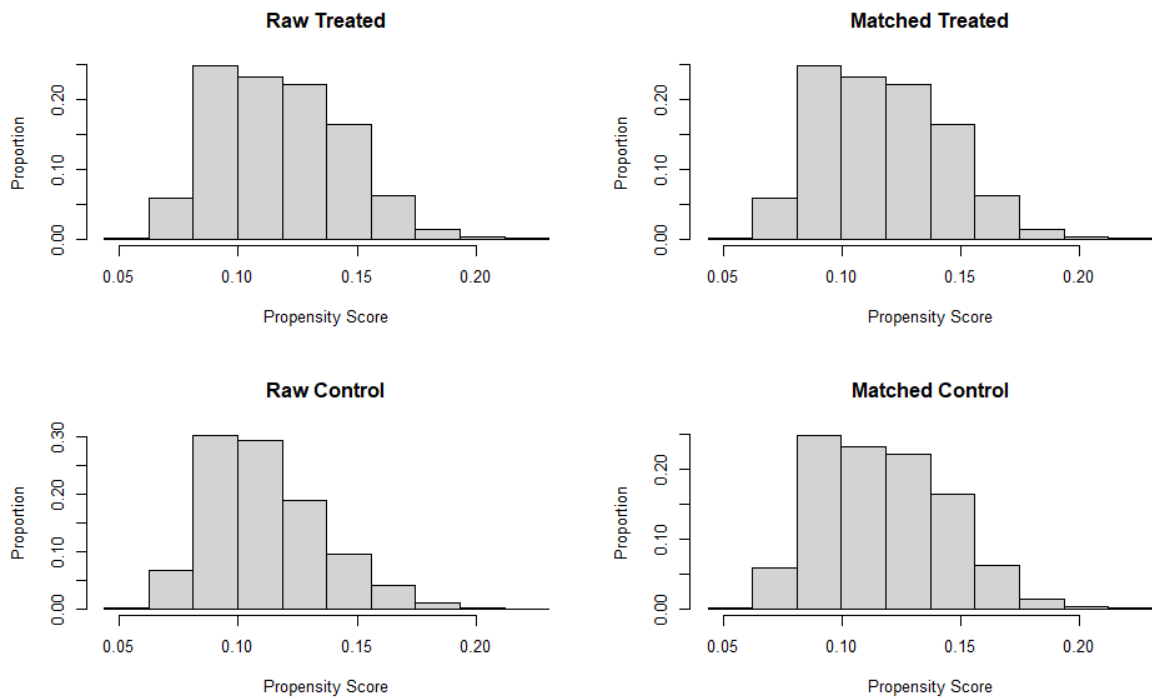 Raw Treated
Proportion
0.00 0.10 0.20
0.05 0.10 0.15 0.20
Propensity Score
Matched Treated
Proportion
0.00 0.10 0.20
0.05 0.10 0.15 0.20
Propensity Score
Raw Control
Proportion
0.00 0.10 0.20 0.30
0.05 0.10 0.15 0.20
Propensity Score
Matched Control
Proportion
0.00 0.10 0.20
0.05 0.10 0.15 0.20
Propensity Score